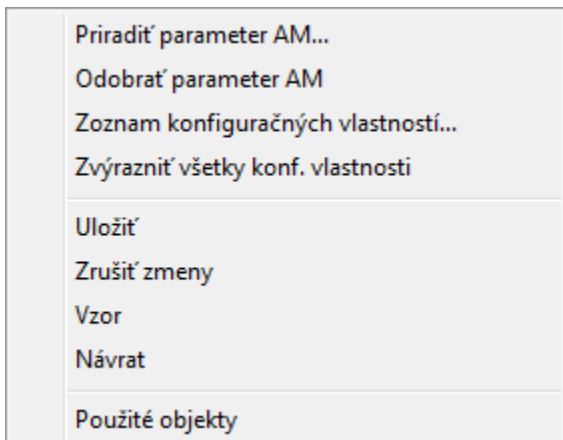 Priradiť parameter AM...
Odobrať parameter AM
Zoznam konfiguračných vlastností...
Zvýrazniť všetky konf. vlastnosti
Uložiť
Zrušiť zmeny
Vzor
Návrat
Použité objekty